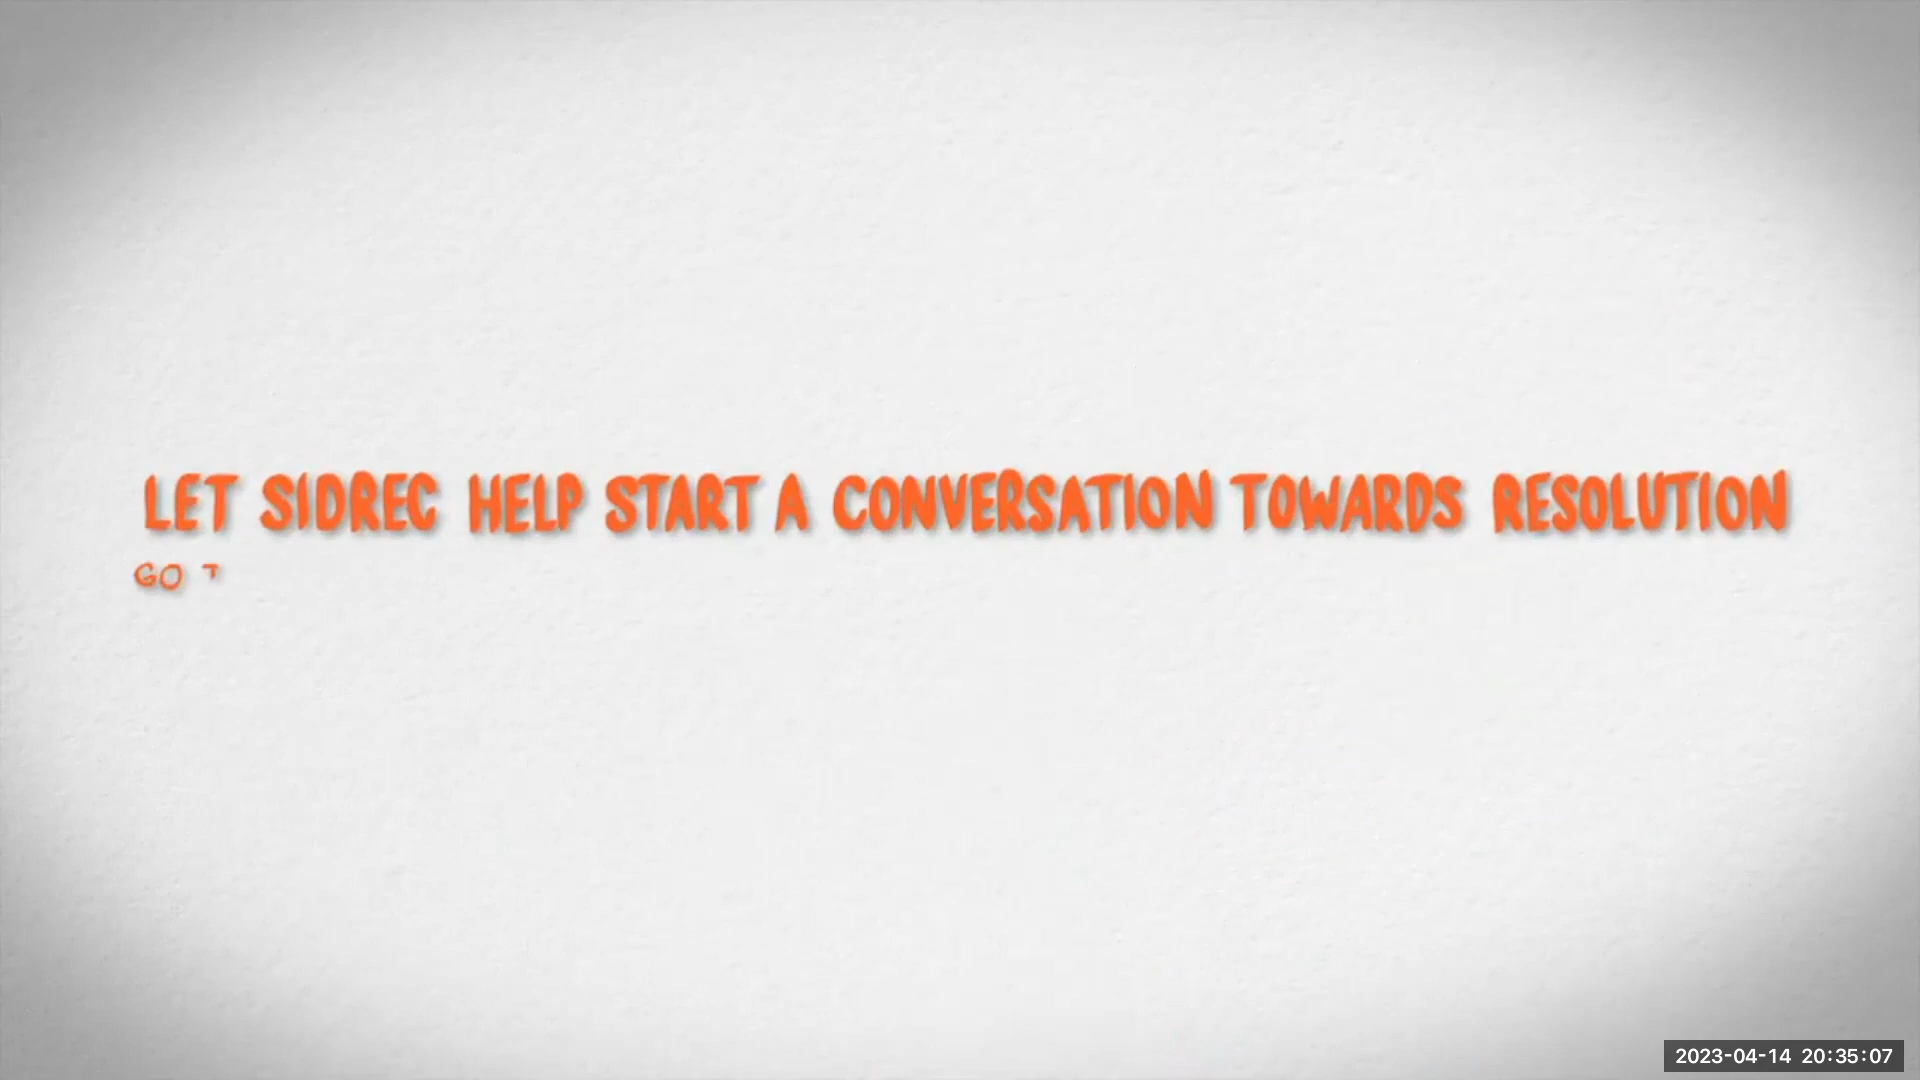 LET SIDREC HELP START A CONVERSATION TOWARDS RESOLUTION
GO T
2023-04-14 20:35:07